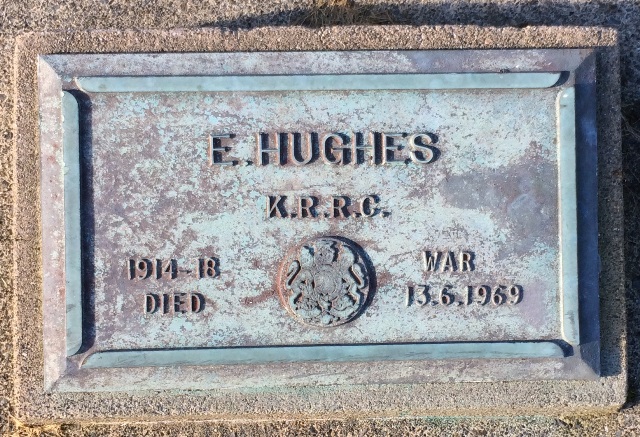 E. HUGHES
K.R.R.C.
1914-18 WAR
DIED 13.6.1969